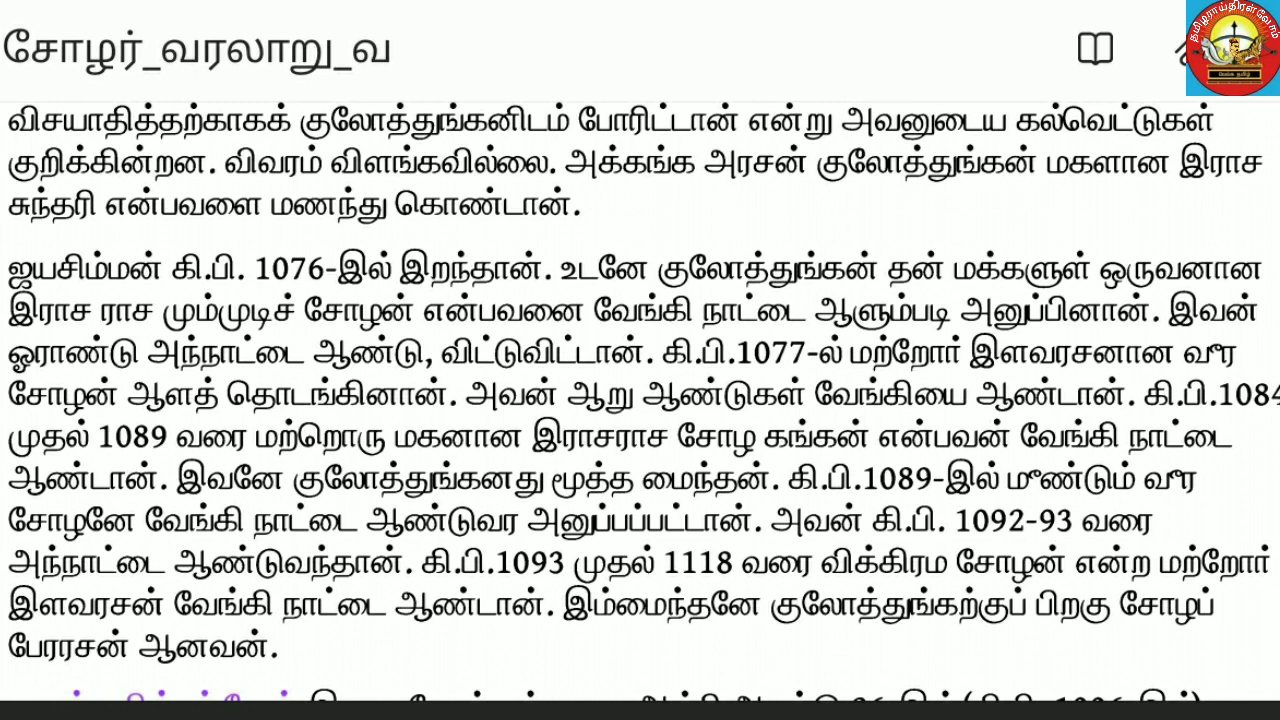 சோழர்_வரலாறு_வ
தமிழராய்திரள்வோம்
விசயாதித்தற்காகக் குலோத்துங்கனிடம் போரிட்டான் என்று அவனுடைய கல்வெட்டுகள்
குறிக்கின்றன. விவரம் விளங்கவில்லை. அக்கங்க அரசன் குலோத்துங்கன் மகளான இராச
சுந்தரி என்பவளை மணந்து கொண்டான்.
ஜயசிம்மன் கி.பி. 1076-இல் இறந்தான். உடனே குலோத்துங்கன் தன் மக்களுள் ஒருவனான
இராச ராச மும்முடிச் சோழன் என்பவனை வேங்கி நாட்டை ஆளும்படி அனுப்பினான். இவன்
ஓராண்டு அந்நாட்டை ஆண்டு, விட்டுவிட்டான். கி.பி.1077-ல் மற்றோர் இளவரசனான வீர
சோழன் ஆளத் தொடங்கினான். அவன் ஆறு ஆண்டுகள் வேங்கியை ஆண்டான். கி.பி.1084
முதல் 1089 வரை மற்றொரு மகனான இராசராச சோழ கங்கன் என்பவன் வேங்கி நாட்டை
ஆண்டான். இவனே குலோத்துங்கனது மூத்த மைந்தன். கி.பி.1089-இல் மீண்டும் வீர
சோழனே வேங்கி நாட்டை ஆண்டுவர அனுப்பப்பட்டான். அவன் கி.பி. 1092-93 வரை
அந்நாட்டை ஆண்டுவந்தான். கி.பி.1093 முதல் 1118 வரை விக்கிரம சோழன் என்ற மற்றோர்
இளவரசன் வேங்கி நாட்டை ஆண்டான். இம்மைந்தனே குலோத்துங்கற்குப் பிறகு சோழப்
பேரரசன் ஆனவன்.